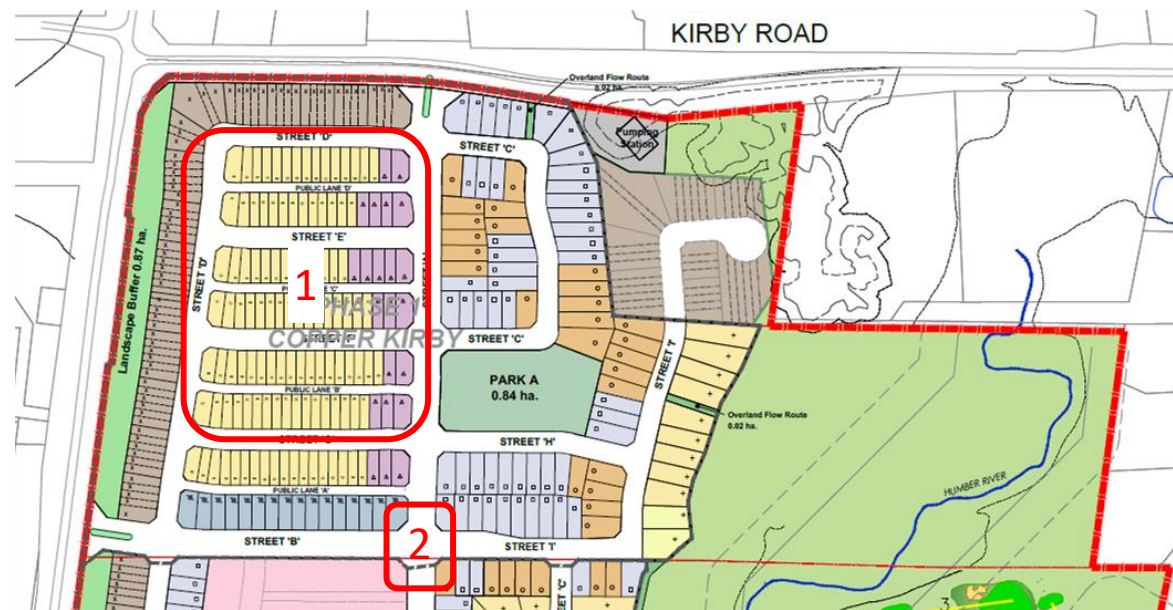 KIRBY ROAD
Overland Flow Route
0.02 ha.
Pumping
Station
STREET 'D'
STREET 'C'
PUBLIC LANE 'D'
STREET 'E'
Landscape Buffer 0.87 ha.
STREET 'D'
1
PHASE 1
COPPER KIRBY
STREET 'C'
PARK A
0.84 ha.
STREET 'I'
PUBLIC LANE 'B'
Overland Flow Route
0.02 ha.
STREET 'H'
PUBLIC LANE 'A'
HUMBER RIVER
2
STREET 'B'
STREET 'I'
3